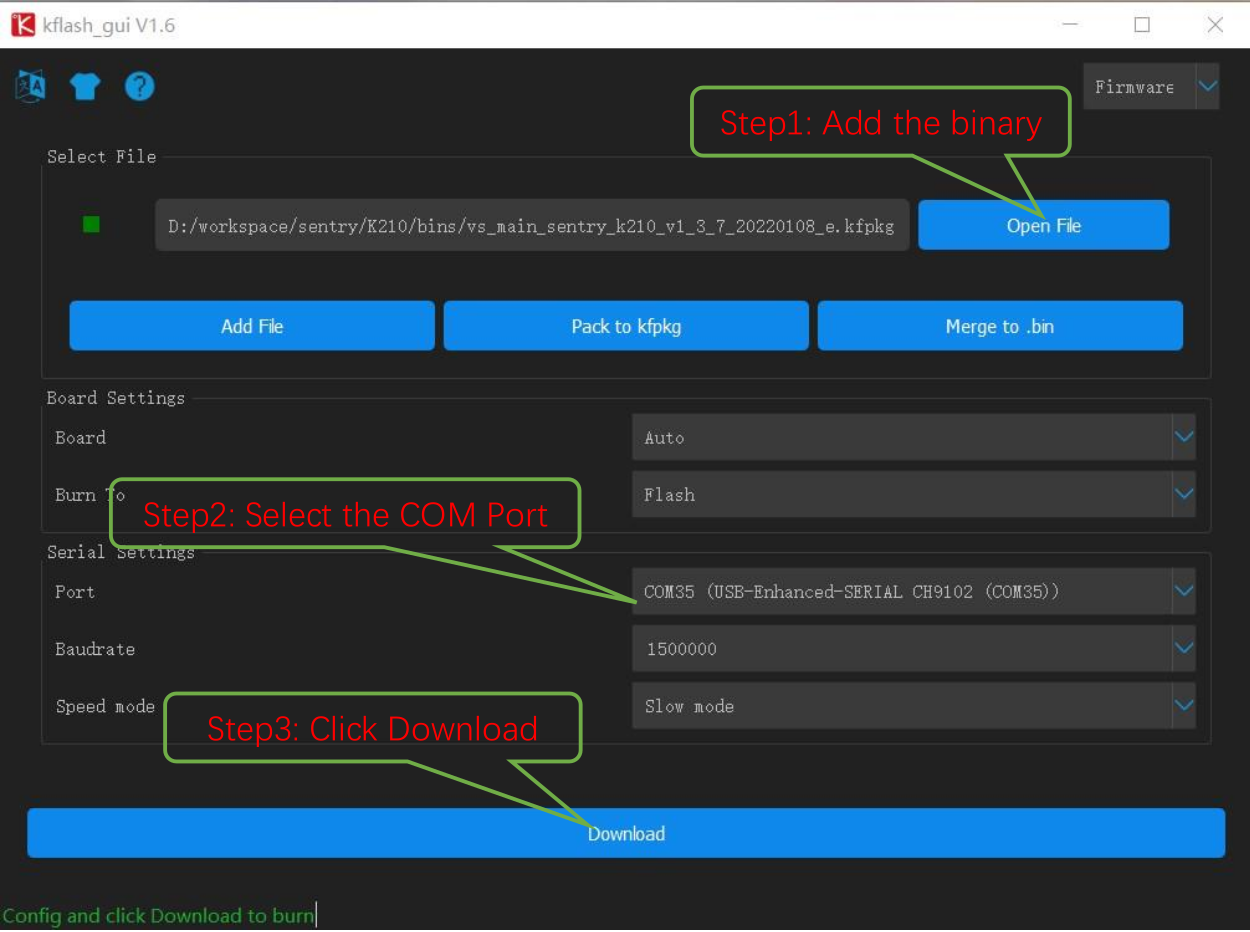 kflash_gui V1.6
Firmware
Step1: Add the binary
Select File
D:/workspace/sentry/K210/bins/vs_main_sentry_k210_v1_3_7_20220108_e.kfpkg
Open File
Add File
Pack to kfpkg
Merge to .bin
Board Settings
Board
Auto
Burn To
Flash
Step2: Select the COM Port
Serial Settings
Port
COM35 (USB-Enhanced-SERIAL CH9102 (COM35))
Baudrate
1500000
Speed mode
Slow mode
Step3: Click Download
Download
Config and click Download to burn